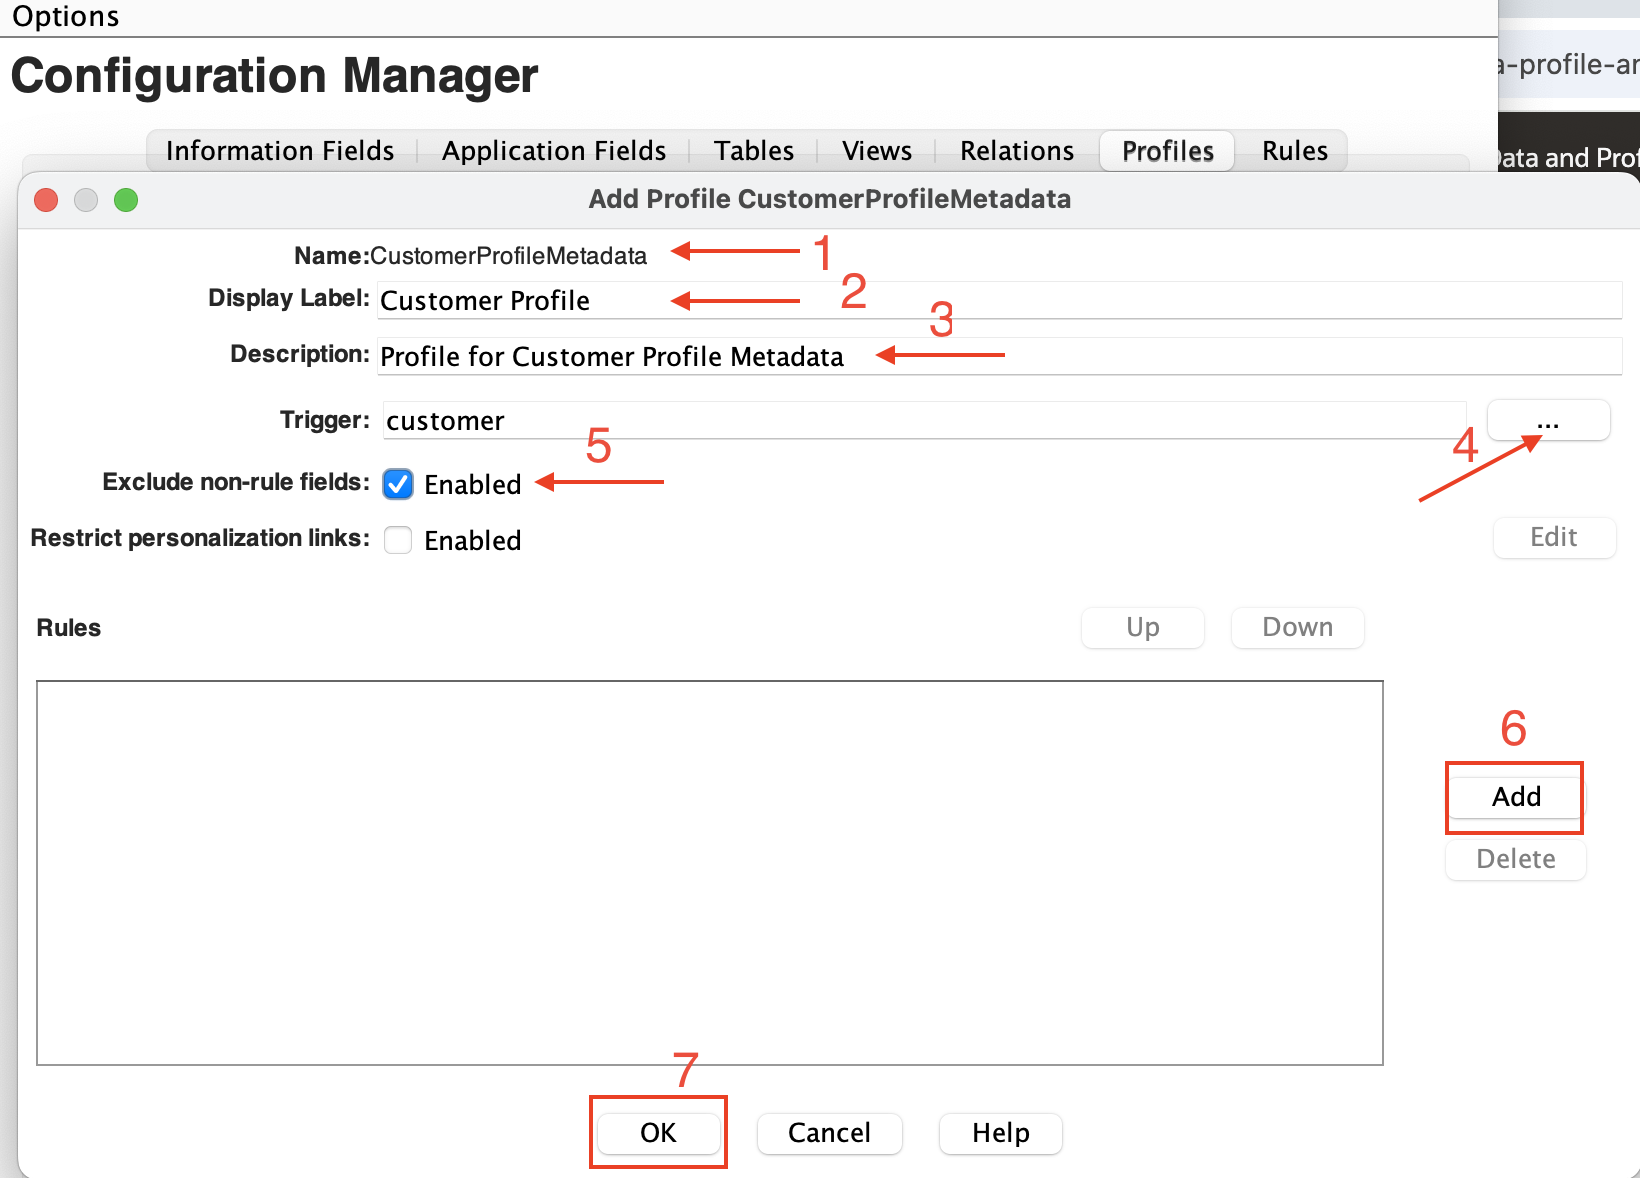 Options
Configuration Manager
a-profile-ar
Information Fields Application Fields Tables Views Relations Profiles Rules
Data and Prof
Add Profile CustomerProfileMetadata
Name:CustomerProfileMetadata 1
Display Label: Customer Profile 2
Description: Profile for Customer Profile Metadata 3
Trigger: customer ... 4
Exclude non-rule fields: Enabled 5
Restrict personalization links: Enabled
Edit
Rules Up Down
6
Add
Delete
7
OK Cancel Help